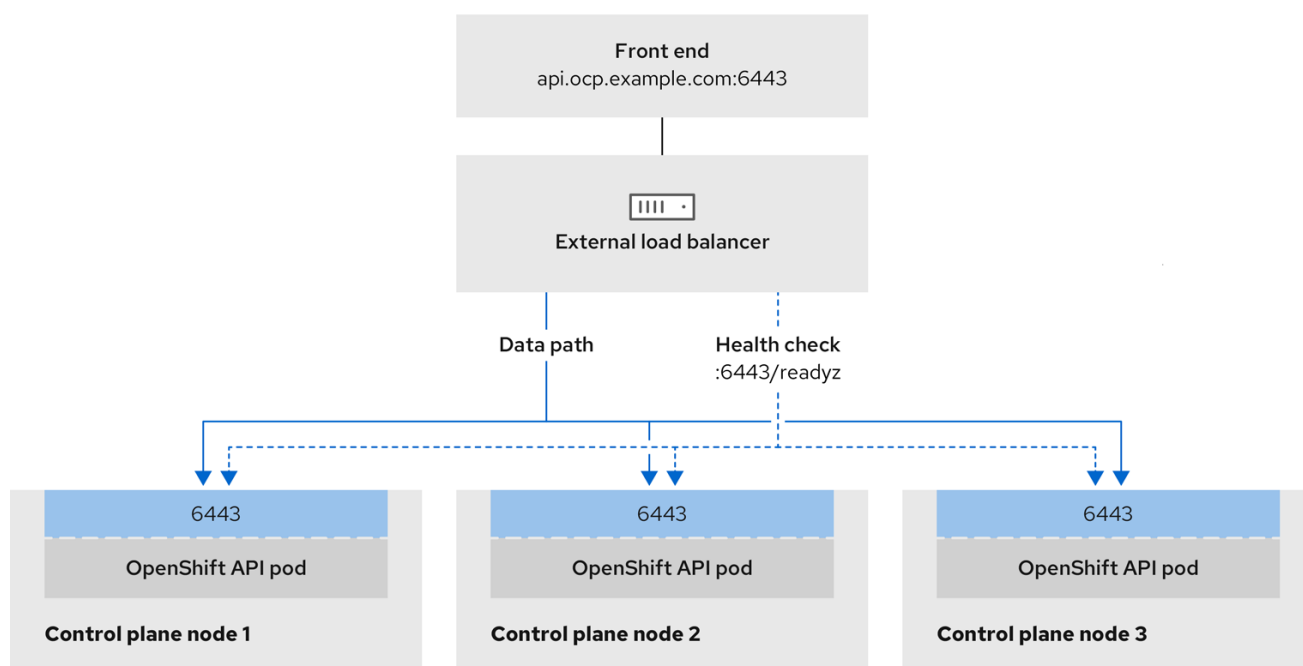 Front end
api.ocp.example.com:6443
External load balancer
Data path
Health check
:6443/readyz
6443
OpenShift API pod
Control plane node 1
6443
OpenShift API pod
Control plane node 2
6443
OpenShift API pod
Control plane node 3